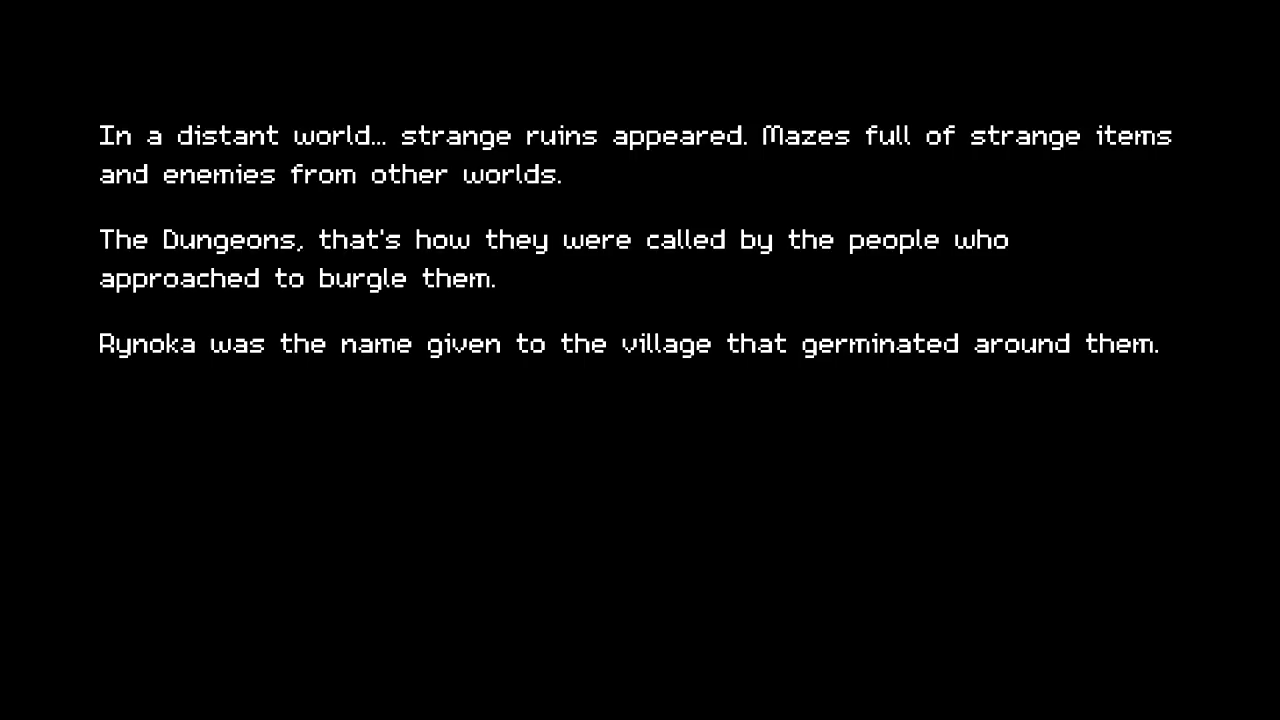 In a distant world... strange ruins appeared. Mazes full of strange items
and enemies from other worlds.
The Dungeons, that's how they were called by the people who
approached to burgle them.
Rynoka was the name given to the village that germinated around them.